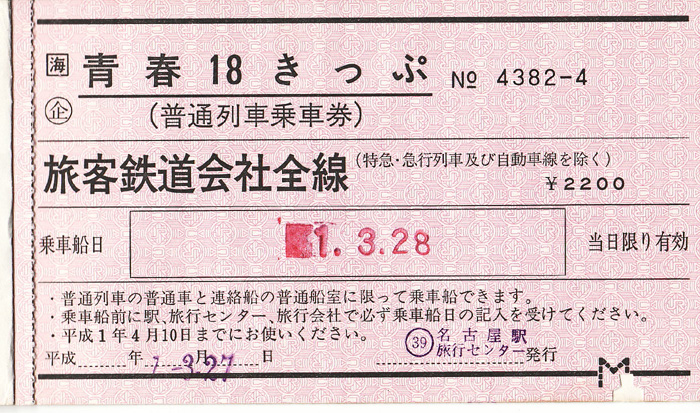 海 青春18きっぷ № 4382-4
企 (普通列車乗車券)
旅客鉄道会社全線 (特急・急行列車及び自動車線を除く)
¥2200
乗車船日 1.3.28 当日限り有効
・普通列車の普通車と連絡船の普通船室に限って乗車船できます。
・乗車船前に駅、旅行センター、旅行会社で必ず乗車船日の記入を受けてください。
・平成1年4月10日までにお使いください。
平成 年 月 日 1-3.27
39 名古屋駅
旅行センター 発行
M